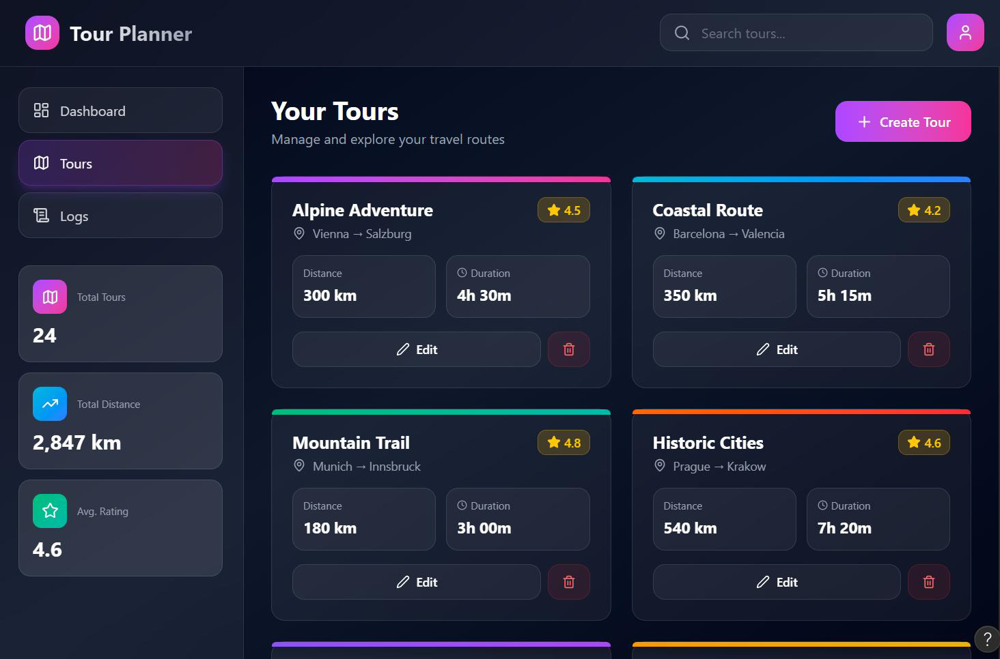 Tour Planner
Search tours...
Dashboard
Tours
Logs
Total Tours
24
Total Distance
2,847 km
Avg. Rating
4.6
Your Tours
Manage and explore your travel routes
Create Tour
Alpine Adventure
4.5
Vienna → Salzburg
Distance
300 km
Duration
4h 30m
Edit
Coastal Route
4.2
Barcelona → Valencia
Distance
350 km
Duration
5h 15m
Edit
Mountain Trail
4.8
Munich → Innsbruck
Distance
180 km
Duration
3h 00m
Edit
Historic Cities
4.6
Prague → Krakow
Distance
540 km
Duration
7h 20m
Edit
?